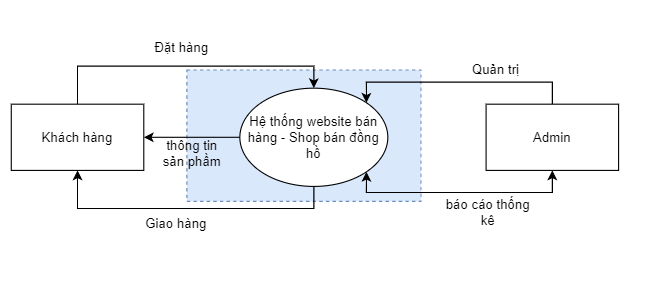 Đặt hàng
Quản trị
Khách hàng
Hệ thống website bán
hàng - Shop bán đồng
hồ
Admin
thông tin
sản phẩm
báo cáo thống
kê
Giao hàng